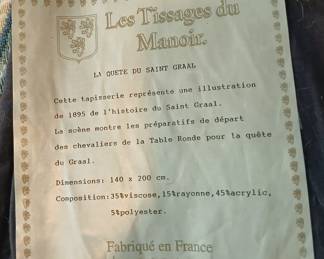 Les Tissages du
Manoir.
LA QUETE DU SAINT GRAAL
Cette tapisserie représente une illustration
de 1895 de l'histoire du Saint Graal.
La scène montre les préparatifs de départ
des chevaliers de la Table Ronde pour la quête
du Graal.
Dimensions: 140 x 200 cm.
Composition:35%viscose,15%rayonne,45%acrylic,
5%polyester.
Fabriqué en France